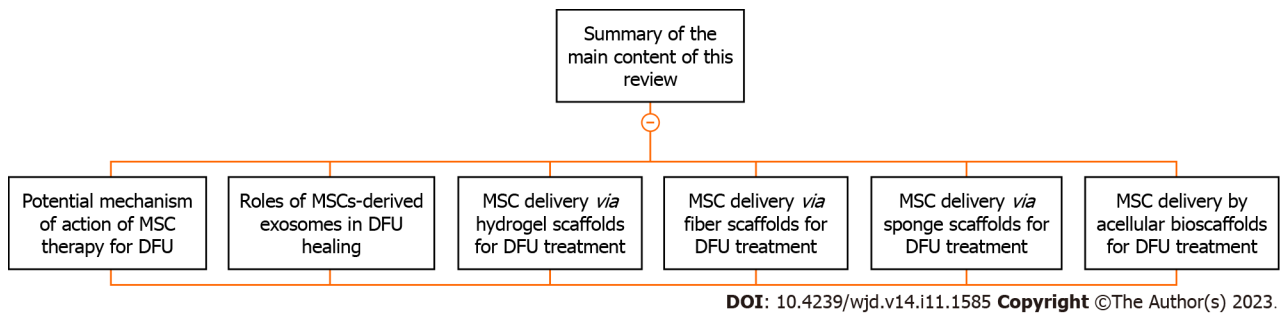 Summary of the
main content of this
review
Potential mechanism
of action of MSC
therapy for DFU
Roles of MSCs-derived
exosomes in DFU
healing
MSC delivery via
hydrogel scaffolds
for DFU treatment
MSC delivery via
fiber scaffolds for
DFU treatment
MSC delivery via
sponge scaffolds for
DFU treatment
MSC delivery by
acellular bioscaffolds
for DFU treatment
DOI: 10.4239/wjd.v14.i11.1585 Copyright ©The Author(s) 2023.